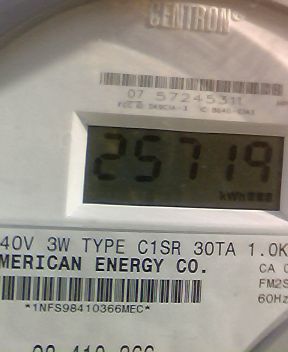 CENTRON®
07 57245311
25719
kWh
40V 3W TYPE C1SR 30TA 1.0K
MERICAN ENERGY CO.
CA 0
FM2S
60Hz
*1NFS98410366MEC*